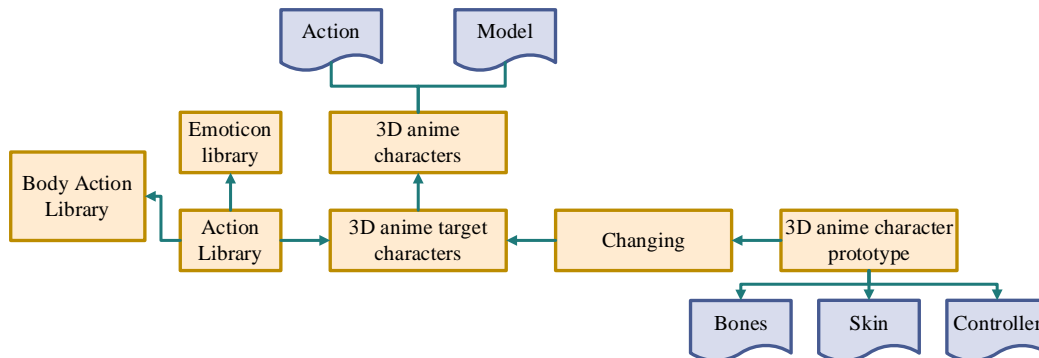 Action
Model
Emoticon
library
3D anime
characters
Body Action
Library
Action
Library
3D anime target
characters
Changing
3D anime character
prototype
Bones
Skin
Controller